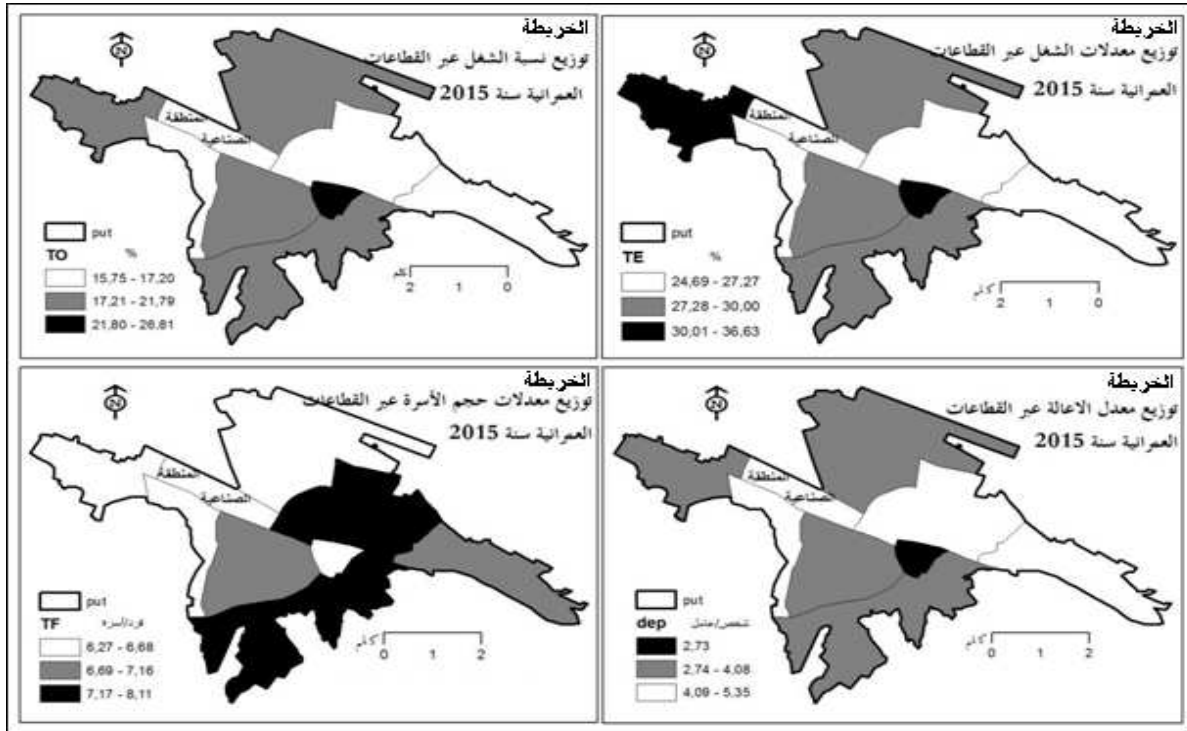 الخريطة
توزيع معدلات الشغل عبر القطاعات
العمرانية سنة 2015
N
المنطقة
الصناعية
put
TE %
24,69 - 27,27
27,28 - 30,00
30,01 - 36,63
كلم
2 1 0
الخريطة
توزيع نسبة الشغل عبر القطاعات
العمرانية سنة 2015
N
المنطقة
الصناعية
put
TO %
15,75 - 17,20
17,21 - 21,79
21,80 - 26,81
كلم
2 1 0
الخريطة
توزيع معدل الاعالة عبر القطاعات
العمرانية سنة 2015
N
المنطقة
الصناعية
put
dep شخص/عامل
2,73
2,74 - 4,08
4,09 - 5,35
كلم
0 1 2
الخريطة
توزيع معدلات حجم الأسرة عبر القطاعات
العمرانية سنة 2015
N
المنطقة
الصناعية
put
TF فرد/أسرة
6,27 - 6,68
6,69 - 7,16
7,17 - 8,11
كلم
0 1 2